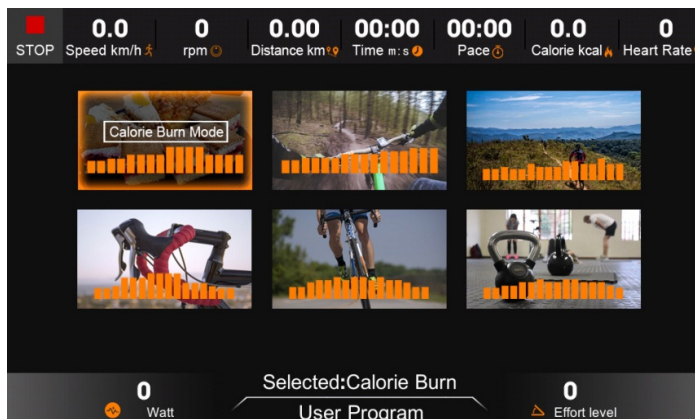 0.0 0 0.00 00:00 00:00 0.0 0
STOP Speed km/h rpm Distance km Time m:s Pace Calorie kcal Heart Rate
Calorie Burn Mode
Selected:Calorie Burn
0 0
Watt User Program Effort level